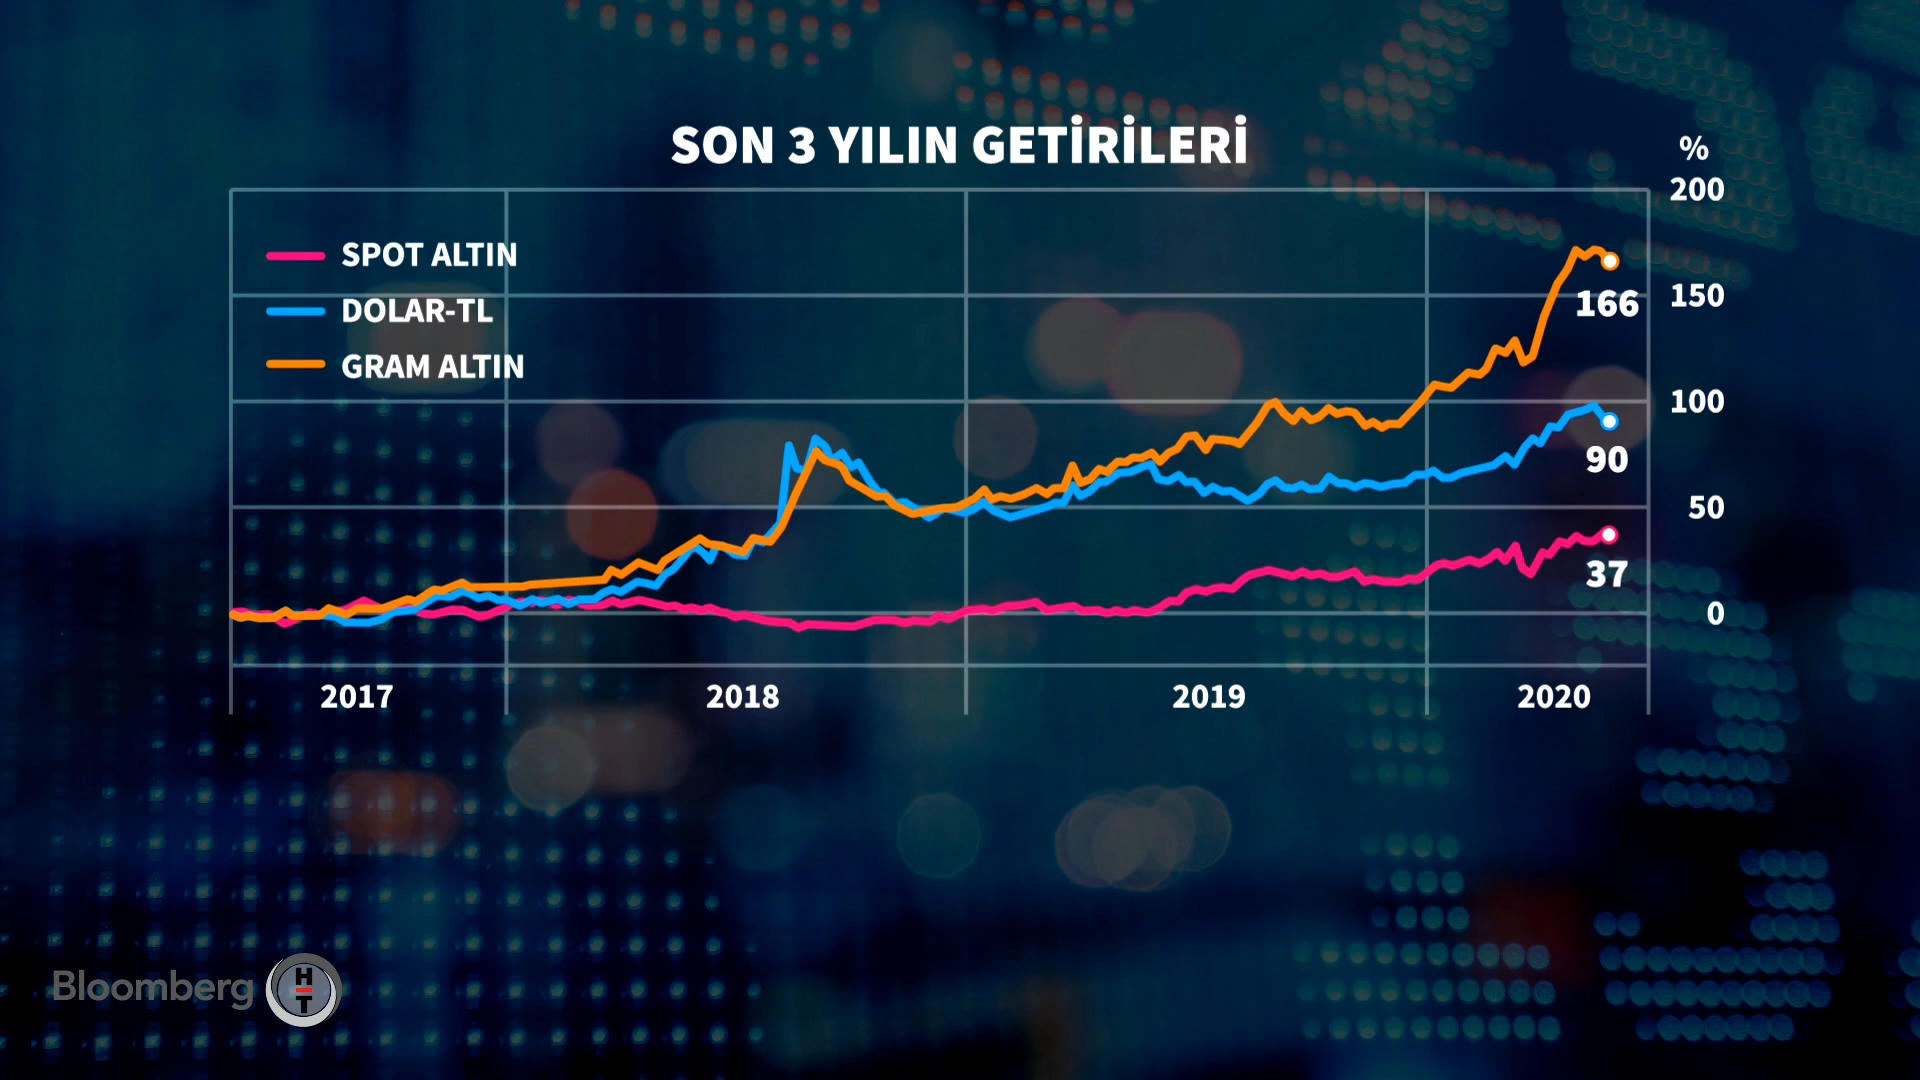 SON 3 YILIN GETİRİLERİ
%
200
SPOT ALTIN
DOLAR-TL
GRAM ALTIN
150
166
100
90
50
37
0
2017 2018 2019 2020
Bloomberg HT